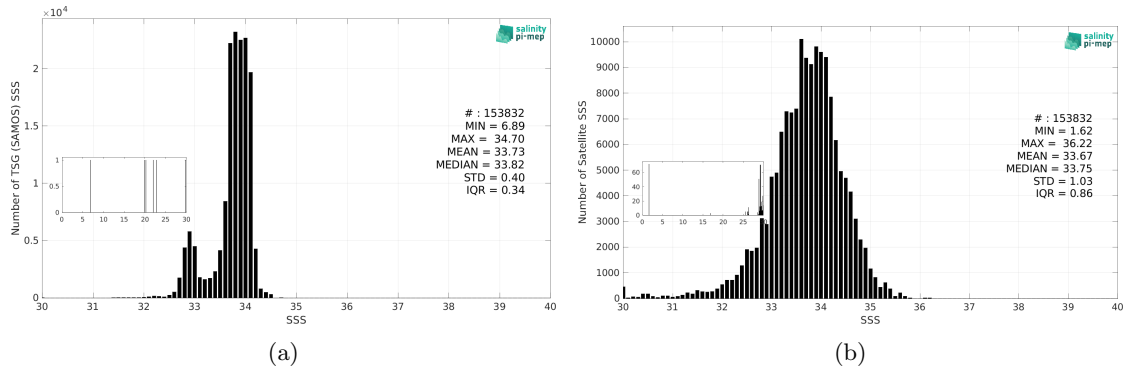 ×10⁴
2
1.5
1
0.5
0
Number of TSG (SAMOS) SSS
30 31 32 33 34 35 36 37 38 39 40
SSS
salinity
pi-mep
# : 153832
MIN = 6.89
MAX = 34.70
MEAN = 33.73
MEDIAN = 33.82
STD = 0.40
IQR = 0.34
1
0.5
0
0 5 10 15 20 25 30
(a)
10000
9000
8000
7000
6000
5000
4000
3000
2000
1000
0
Number of Satellite SSS
30 31 32 33 34 35 36 37 38 39 40
SSS
salinity
pi-mep
# : 153832
MIN = 1.62
MAX = 36.22
MEAN = 33.67
MEDIAN = 33.75
STD = 1.03
IQR = 0.86
60
40
20
0
0 5 10 15 20 25
(b)